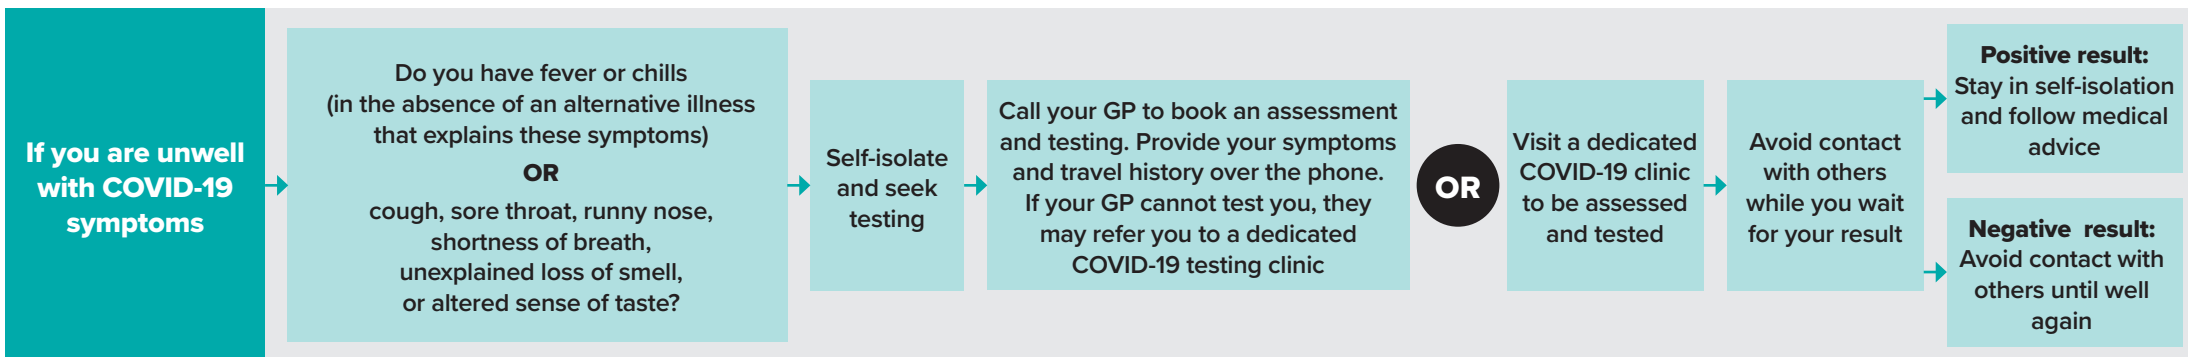 If you are unwell
with COVID-19
symptoms
Do you have fever or chills
(in the absence of an alternative illness
that explains these symptoms)
OR
cough, sore throat, runny nose,
shortness of breath,
unexplained loss of smell,
or altered sense of taste?
Self-isolate
and seek
testing
Call your GP to book an assessment
and testing. Provide your symptoms
and travel history over the phone.
If your GP cannot test you, they
may refer you to a dedicated
COVID-19 testing clinic
OR
Visit a dedicated
COVID-19 clinic
to be assessed
and tested
Avoid contact
with others
while you wait
for your result
Positive result:
Stay in self-isolation
and follow medical
advice
Negative result:
Avoid contact with
others until well
again